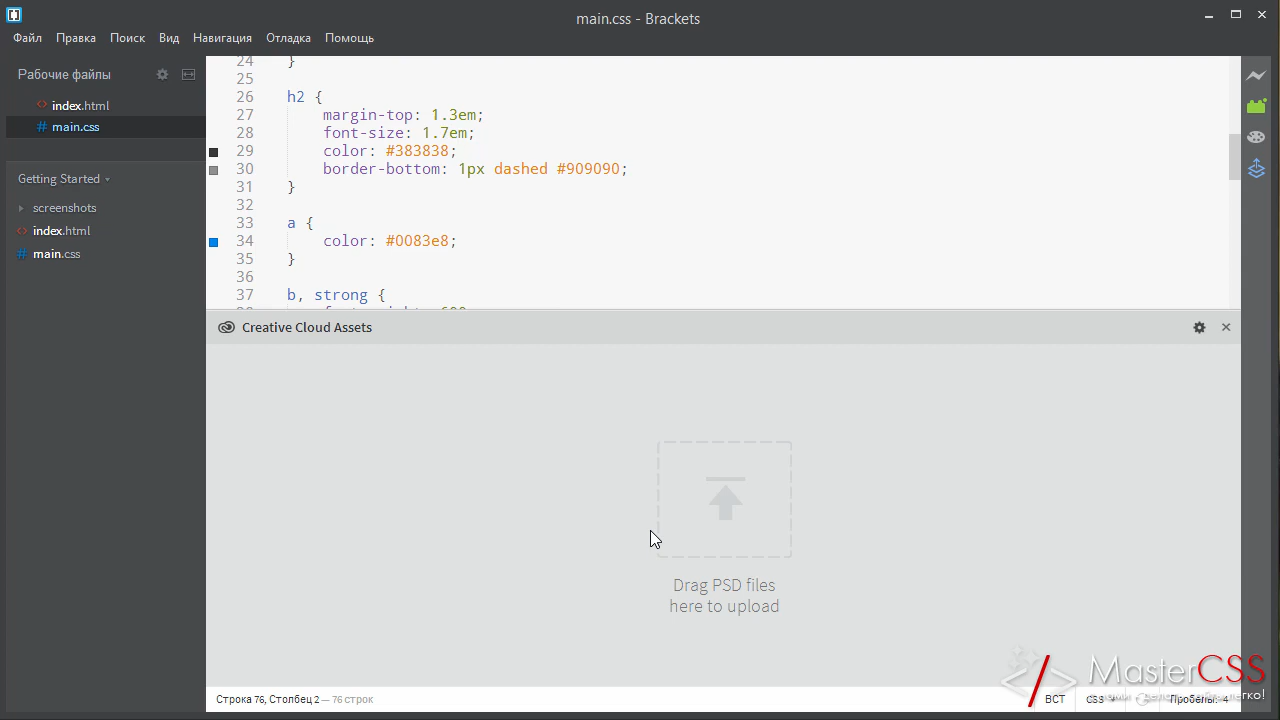 main.css - Brackets
Файл Правка Поиск Вид Навигация Отладка Помощь
Рабочие файлы
<> index.html
# main.css
Getting Started
screenshots
<> index.html
# main.css
24 }
25
26 h2 {
27 margin-top: 1.3em;
28 font-size: 1.7em;
29 color: #383838;
30 border-bottom: 1px dashed #909090;
31 }
32
33 a {
34 color: #0083e8;
35 }
36
37 b, strong {
Creative Cloud Assets
Drag PSD files
here to upload
MasterCSS
Строка 76, Столбец 2 — 76 строк
ВСТ CSS Пробелы: 4